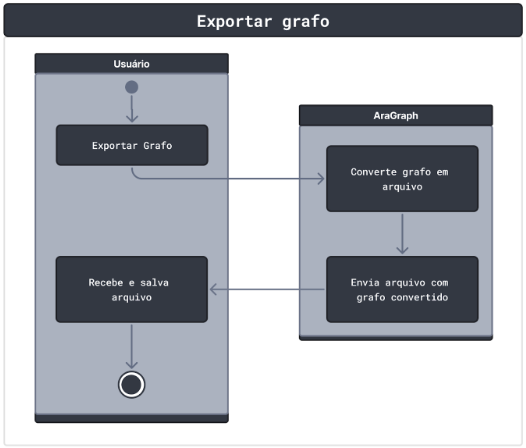 Exportar grafo
Usuário
Exportar Grafo
AraGraph
Converte grafo em
arquivo
Envia arquivo com
grafo convertido
Recebe e salva
arquivo